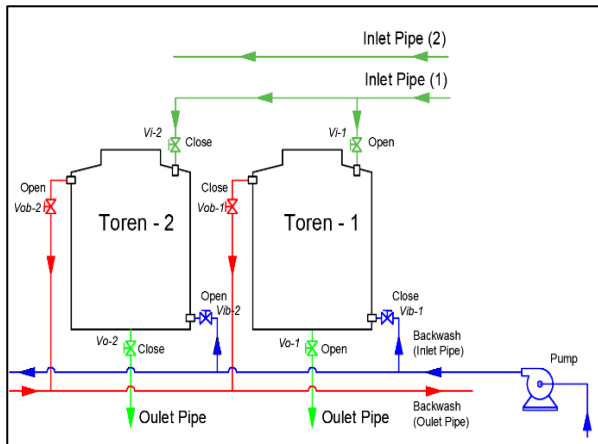 Inlet Pipe (2)
Inlet Pipe (1)
Vi-2
Close
Vi-1
Open
Open
Vob-2
Toren - 2
Close
Vob-1
Toren - 1
Open
Vib-2
Close
Vib-1
Vo-2
Close
Vo-1
Open
Backwash
(Inlet Pipe)
Pump
Oulet Pipe
Oulet Pipe
Backwash
(Oulet Pipe)